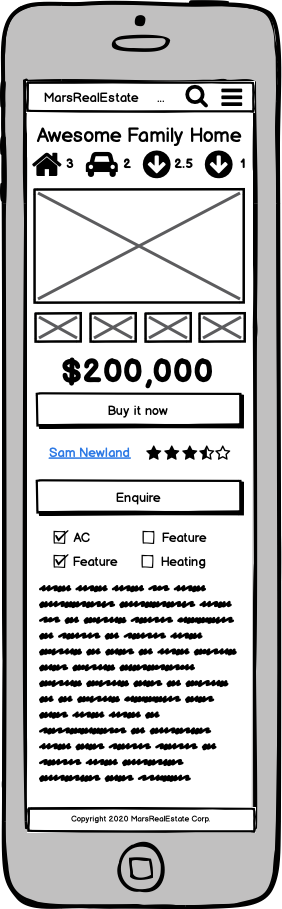 MarsRealEstate ...
Awesome Family Home
3 2 2.5 1
$200,000
Buy it now
Sam Newland
Enquire
AC Feature
Feature Heating
Copyright 2020 MarsRealEstate Corp.